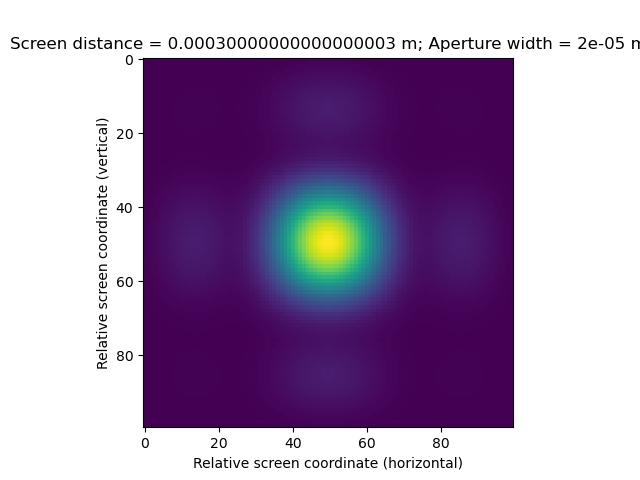 Screen distance = 0.00030000000000000003 m; Aperture width = 2e-05 m
0
20
40
60
80
Relative screen coordinate (vertical)
0 20 40 60 80
Relative screen coordinate (horizontal)